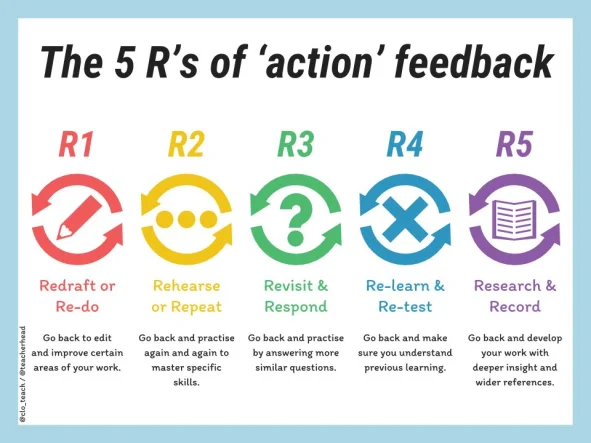 The 5 R's of 'action' feedback
R1
R2
R3
R4
R5
Redraft or
Re-do
Rehearse
or Repeat
Revisit &
Respond
Re-learn &
Re-test
Research &
Record
Go back to edit
and improve certain
areas of your work.
Go back and practise
again and again to
master specific
skills.
Go back and practise
by answering more
similar questions.
Go back and make
sure you understand
previous learning.
Go back and develop
your work with
deeper insight and
wider references.
@clo_teach / @teacherhead